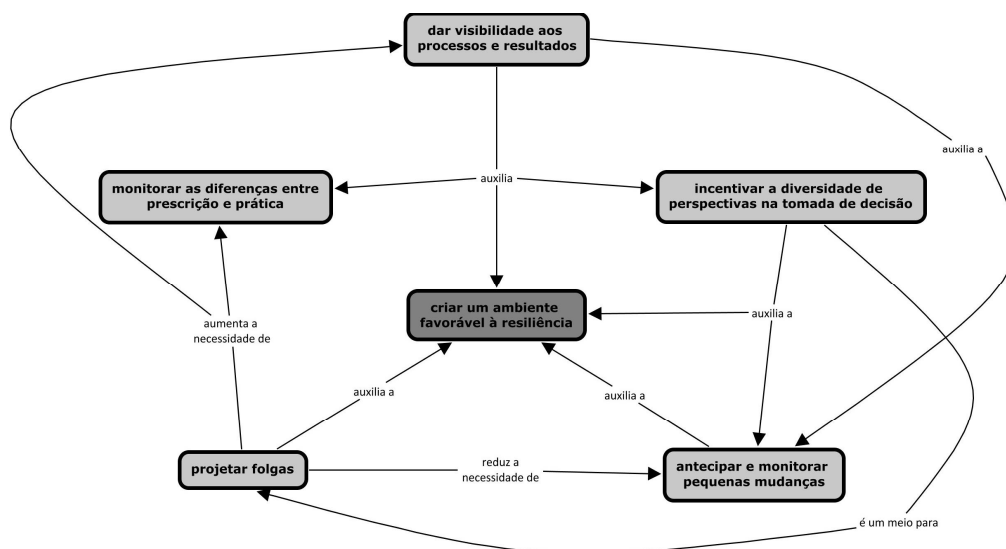 dar visibilidade aos
processos e resultados
auxilia a
monitorar as diferenças entre
prescrição e prática
auxilia
incentivar a diversidade de
perspectivas na tomada de decisão
criar um ambiente
favorável à resiliência
auxilia a
aumenta a
necessidade de
auxilia a
auxilia a
projetar folgas
reduz a
necessidade de
antecipar e monitorar
pequenas mudanças
é um meio para